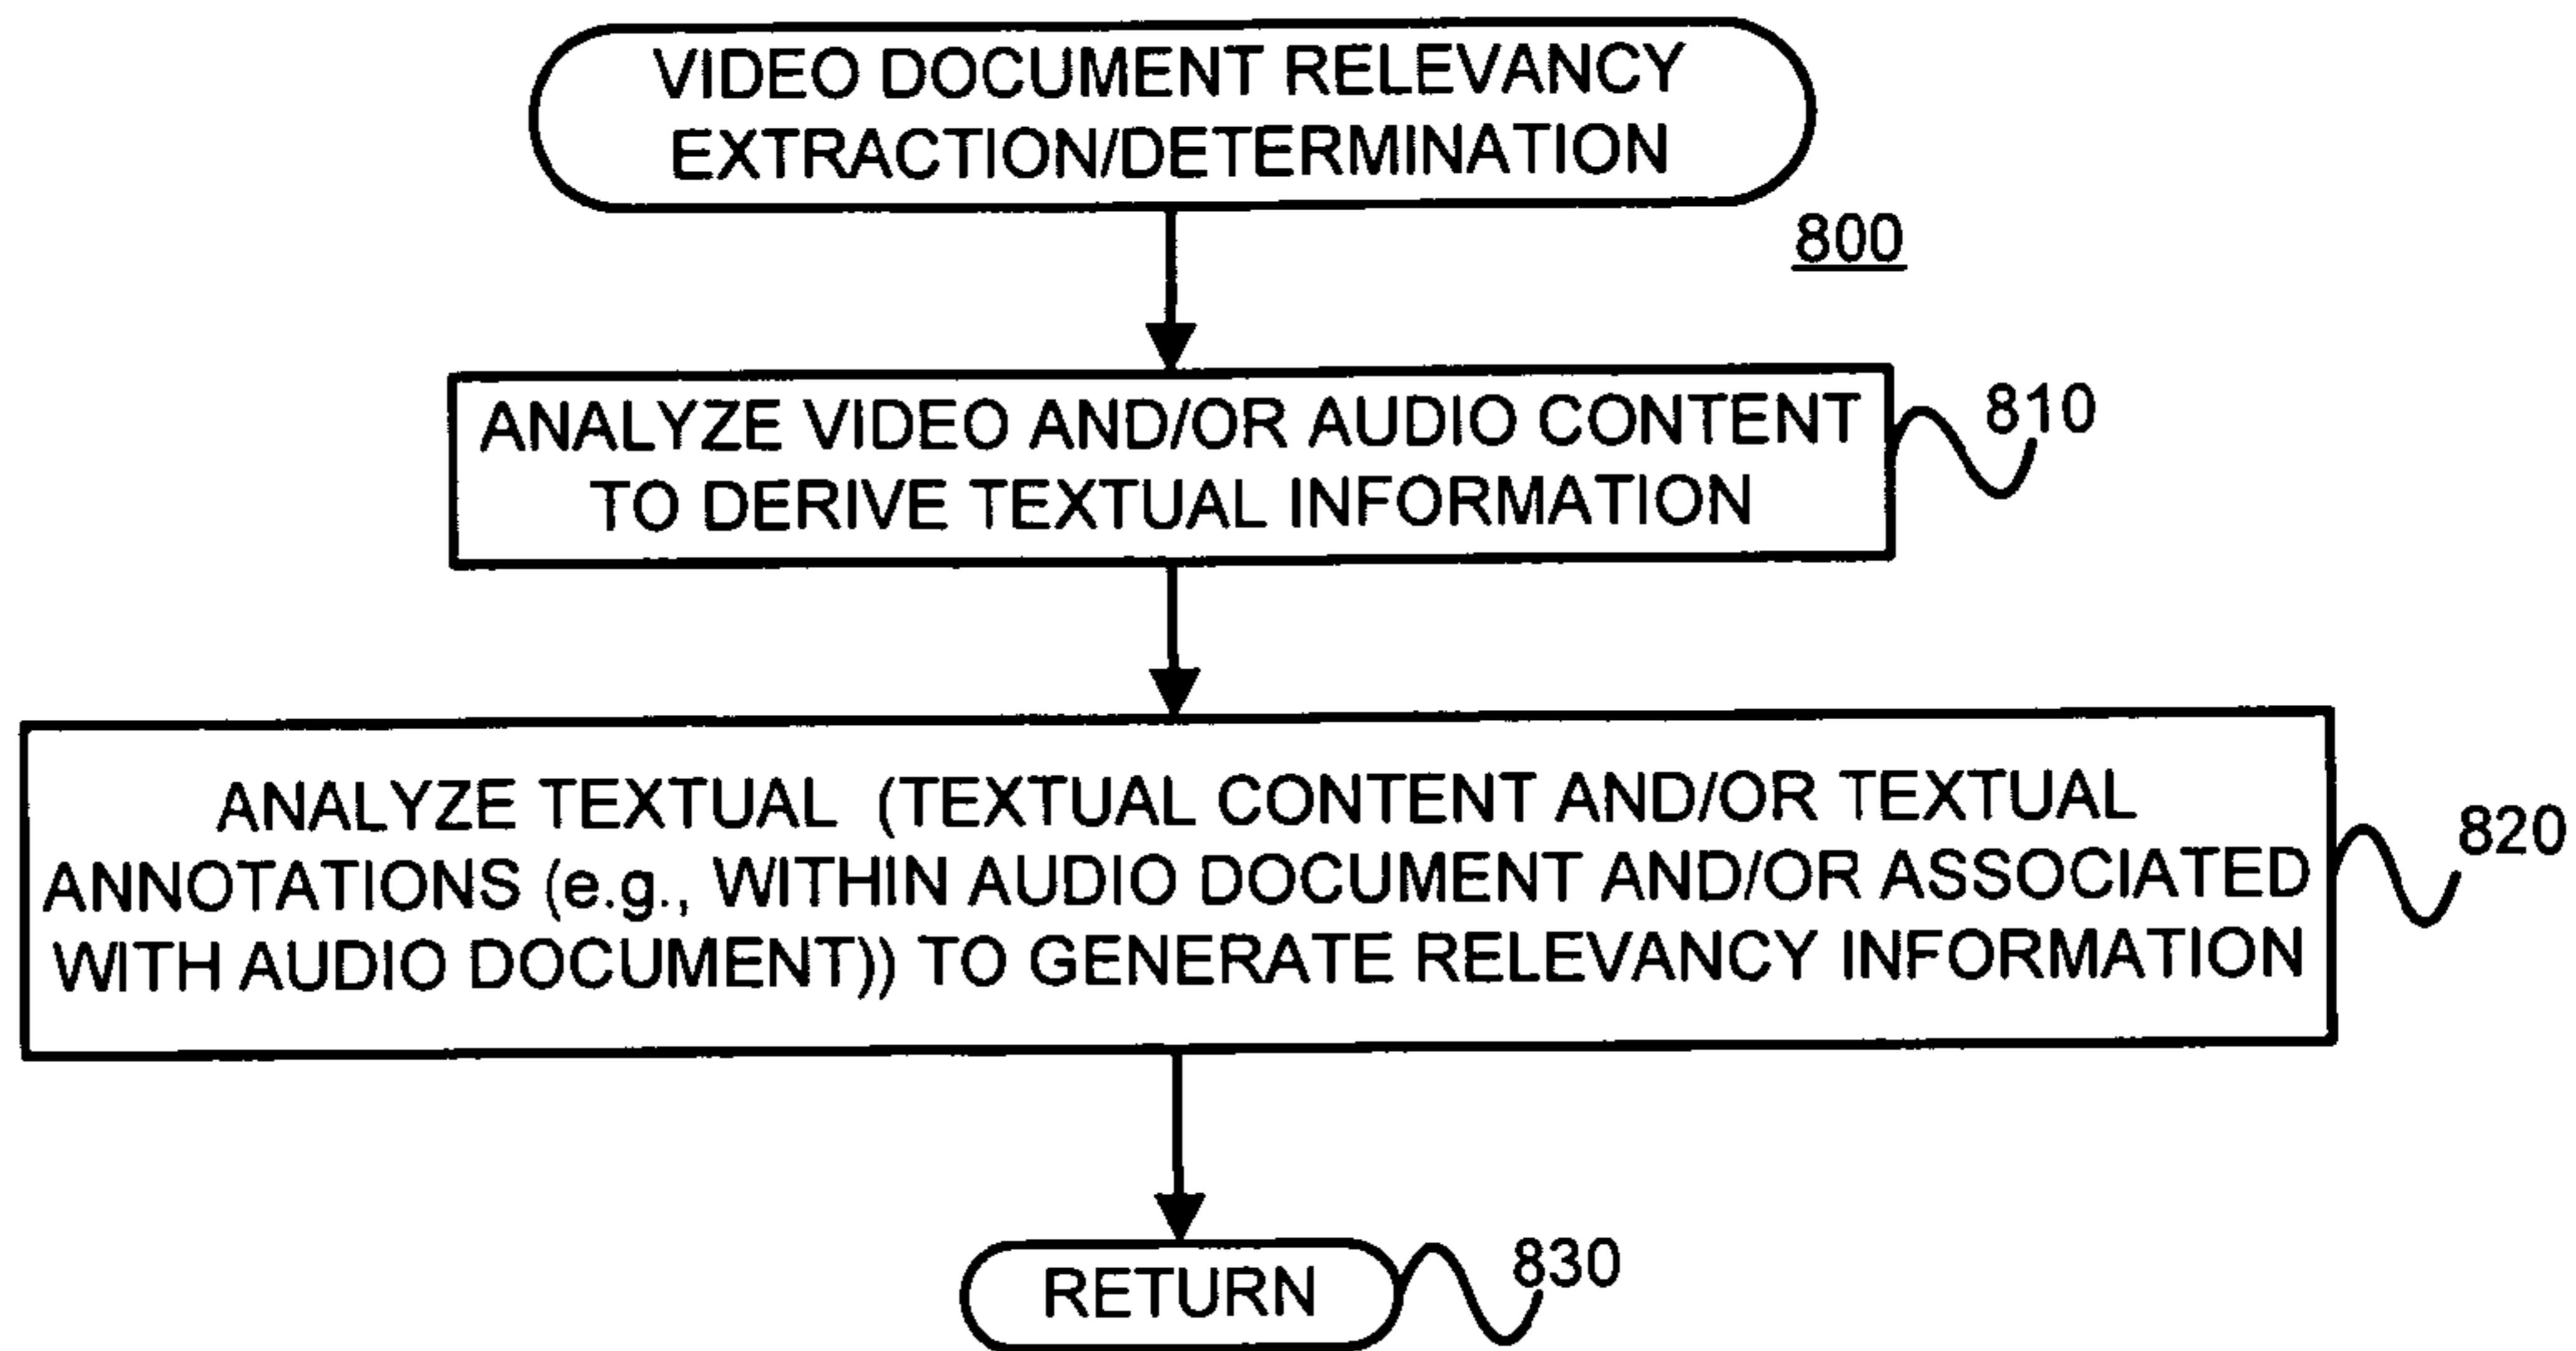 VIDEO DOCUMENT RELEVANCY
EXTRACTION/DETERMINATION
800
ANALYZE VIDEO AND/OR AUDIO CONTENT
TO DERIVE TEXTUAL INFORMATION
810
ANALYZE TEXTUAL (TEXTUAL CONTENT AND/OR TEXTUAL
ANNOTATIONS (e.g., WITHIN AUDIO DOCUMENT AND/OR ASSOCIATED
WITH AUDIO DOCUMENT)) TO GENERATE RELEVANCY INFORMATION
820
RETURN
830